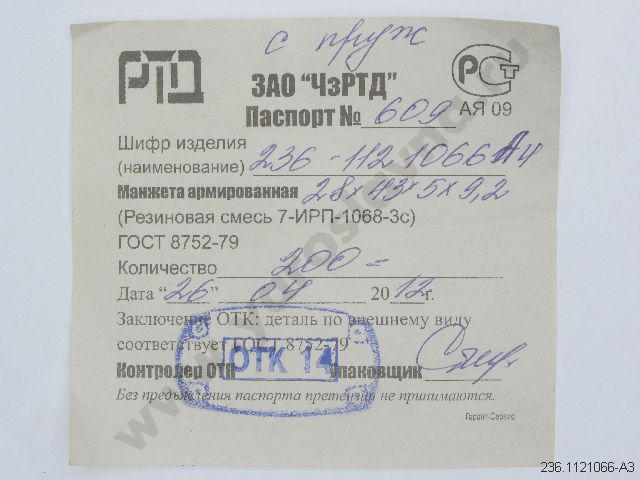 с пруж
РТД
ЗАО "ЧзРТД"
РСТ
Паспорт № 609
АЯ 09
Шифр изделия
(наименование) 236-1121066А4
Манжета армированная 28х43х5х9,2
(Резиновая смесь 7-ИРП-1068-3с)
ГОСТ 8752-79
Количество 200=
Дата "26" 04 2012г.
Заключение ОТК: деталь по внешнему виду
соответствует ГОСТ 8752-79
Контролер ОТК ОТК 14 Упаковщик
Без предъявления паспорта претензии не принимаются.
Гарант-Сервис
236.1121066-А3